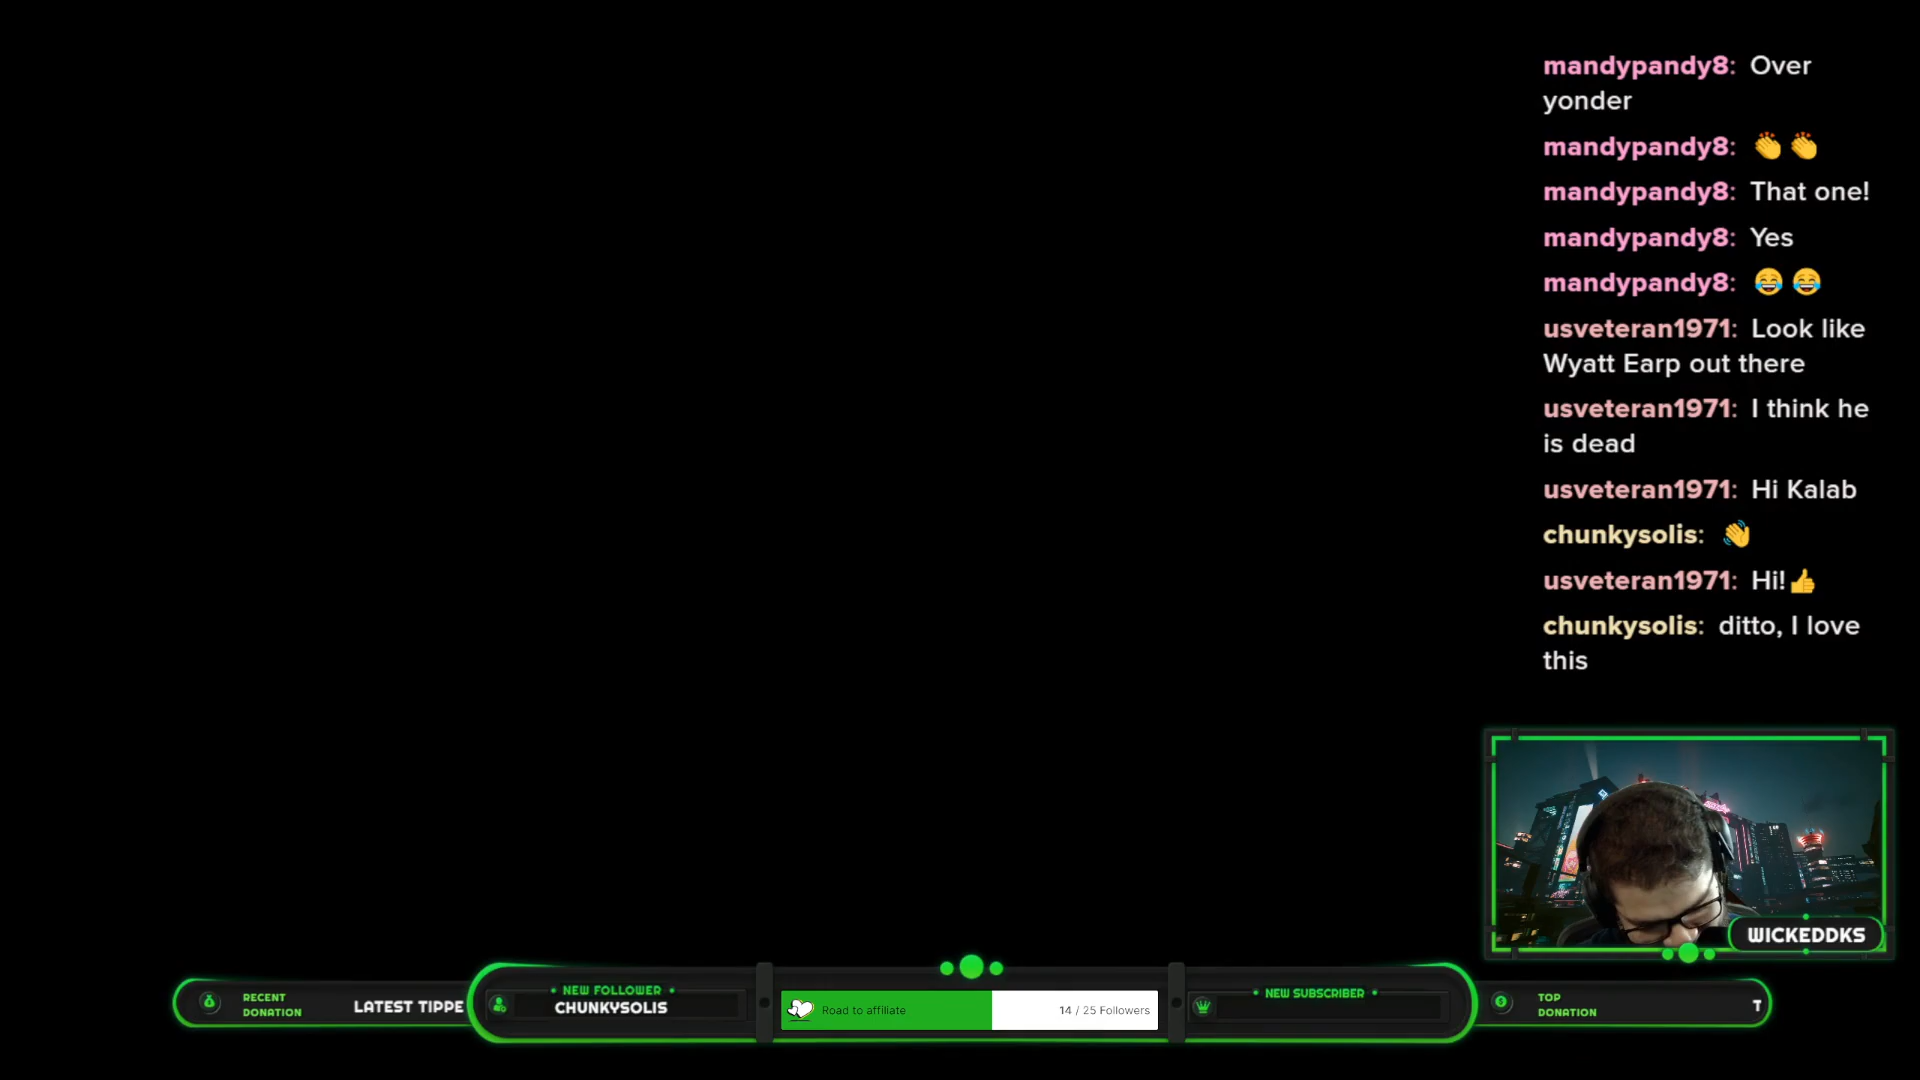 mandypandy8: Over
yonder
mandypandy8: 👏 👏
mandypandy8: That one!
mandypandy8: Yes
mandypandy8: 😂 😂
usveteran1971: Look like
Wyatt Earp out there
usveteran1971: I think he
is dead
usveteran1971: Hi Kalab
chunkysolis: 👋
usveteran1971: Hi!👍
chunkysolis: ditto, I love
this
WICKEDDKS
RECENT
DONATION
LATEST TIPPE
NEW FOLLOWER
CHUNKYSOLIS
Road to affiliate
14 / 25 Followers
NEW SUBSCRIBER
TOP
DONATION
T